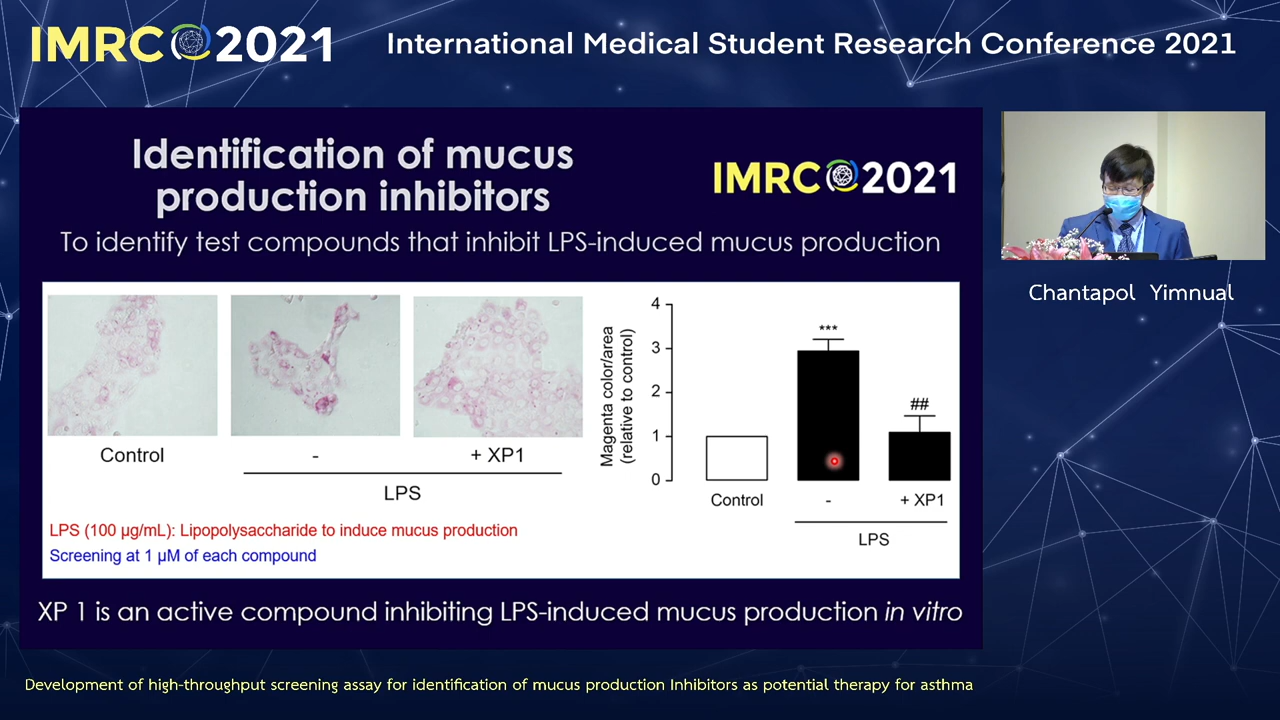 IMRC 2021
International Medical Student Research Conference 2021
Identification of mucus
production inhibitors
IMRC 2021
To identify test compounds that inhibit LPS-induced mucus production
Control
-
+ XP1
LPS
LPS (100 µg/mL): Lipopolysaccharide to induce mucus production
Screening at 1 µM of each compound
Magenta color/area
(relative to control)
4
3
2
1
0
***
##
Control
-
+ XP1
LPS
XP 1 is an active compound inhibiting LPS-induced mucus production in vitro
Chantapol Yimnual
Development of high-throughput screening assay for identification of mucus production Inhibitors as potential therapy for asthma